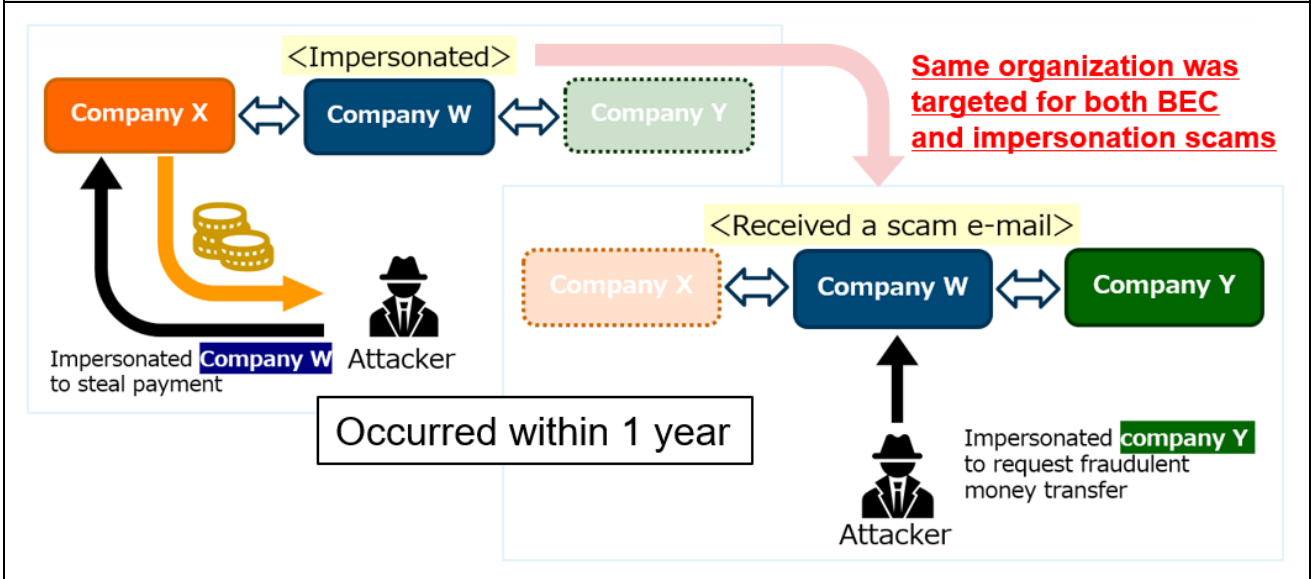 <Impersonated>
Company X
Company W
Company Y
Same organization was
targeted for both BEC
and impersonation scams
Impersonated Company W
to steal payment
Attacker
Occurred within 1 year
<Received a scam e-mail>
Company X
Company W
Company Y
Impersonated company Y
to request fraudulent
money transfer
Attacker